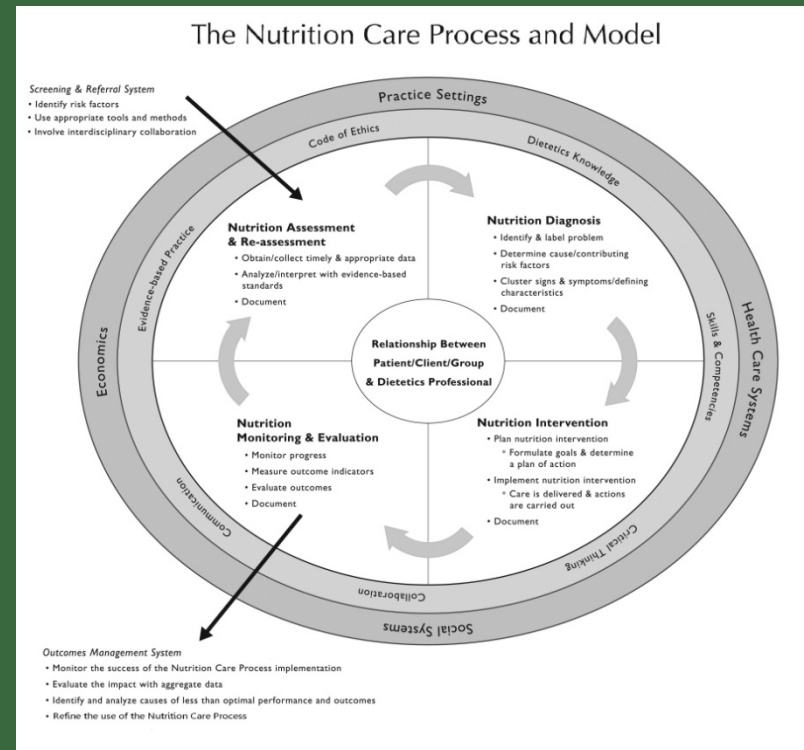 The Nutrition Care Process and Model
Screening & Referral System
• Identify risk factors
• Use appropriate tools and methods
• Involve interdisciplinary collaboration
Practice Settings
Code of Ethics
Dietetics Knowledge
Evidence-based Practice
Economics
Skills & Competencies
Health Care Systems
Nutrition Assessment
& Re-assessment
• Obtain/collect timely & appropriate data
• Analyze/interpret with evidence-based
standards
• Document
Nutrition Diagnosis
• Identify & label problem
• Determine cause/contributing
risk factors
• Cluster signs & symptoms/defining
characteristics
• Document
Relationship Between
Patient/Client/Group
& Dietetics Professional
Nutrition
Monitoring & Evaluation
• Monitor progress
• Measure outcome indicators
• Evaluate outcomes
• Document
Nutrition Intervention
• Plan nutrition intervention
* Formulate goals & determine
a plan of action
• Implement nutrition intervention
* Care is delivered & actions
are carried out
• Document
Communication
Critical Thinking
Collaboration
Social Systems
Outcomes Management System
• Monitor the success of the Nutrition Care Process implementation
• Evaluate the impact with aggregate data
• Identify and analyze causes of less than optimal performance and outcomes
• Refine the use of the Nutrition Care Process